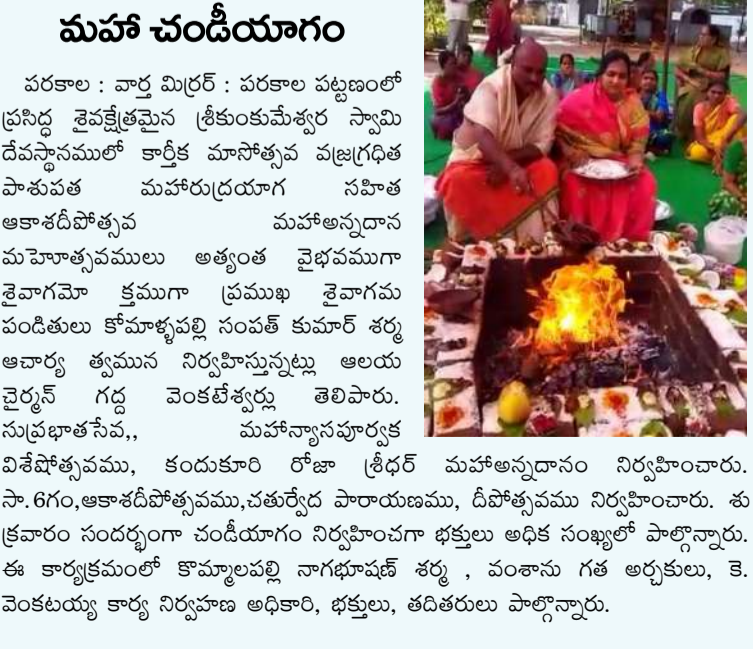 మహా చండీయాగం
పరకాల : వార్త మిర్రర్ : పరకాల పట్టణంలో
ప్రసిద్ధ శైవక్షేత్రమైన శ్రీకుంకుమేశ్వర స్వామి
దేవస్థానములో కార్తీక మాసోత్సవ వజ్రగ్రధిత
పాశుపత మహారుద్రయాగ సహిత
ఆకాశదీపోత్సవ మహాఅన్నదాన
మహెూత్సవములు అత్యంత వైభవముగా
శైవాగమో క్తముగా ప్రముఖ శైవాగమ
పండితులు కోమాళ్ళపల్లి సంపత్ కుమార్ శర్మ
ఆచార్య త్వమున నిర్వహిస్తున్నట్లు ఆలయ
చైర్మన్ గద్ద వెంకటేశ్వర్లు తెలిపారు.
సుప్రభాతసేవ,, మహాన్యాసపూర్వక
విశేషోత్సవము, కందుకూరి రోజా శ్రీధర్ మహాఅన్నదానం నిర్వహించారు.
సా.6గం,ఆకాశదీపోత్సవము,చతుర్వేద పారాయణము, దీపోత్సవము నిర్వహించారు. శు
క్రవారం సందర్భంగా చండీయాగం నిర్వహించగా భక్తులు అధిక సంఖ్యలో పాల్గొన్నారు.
ఈ కార్యక్రమంలో కొమ్మాలపల్లి నాగభూషణ్ శర్మ , వంశాను గత అర్చకులు, కె.
వెంకటయ్య కార్య నిర్వహణ అధికారి, భక్తులు, తదితరులు పాల్గొన్నారు.